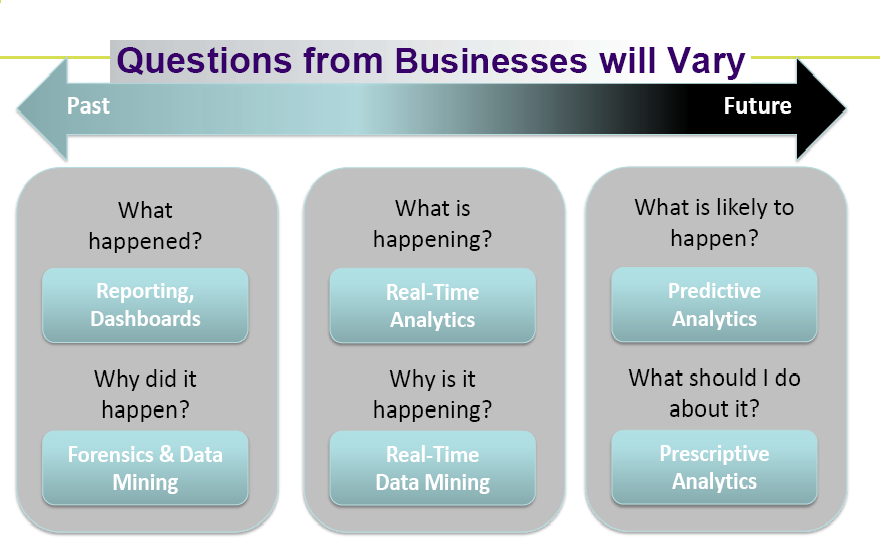 Questions from Businesses will Vary
Past
Future
What
happened?
Reporting,
Dashboards
Why did it
happen?
Forensics & Data
Mining
What is
happening?
Real-Time
Analytics
Why is it
happening?
Real-Time
Data Mining
What is likely to
happen?
Predictive
Analytics
What should I do
about it?
Prescriptive
Analytics